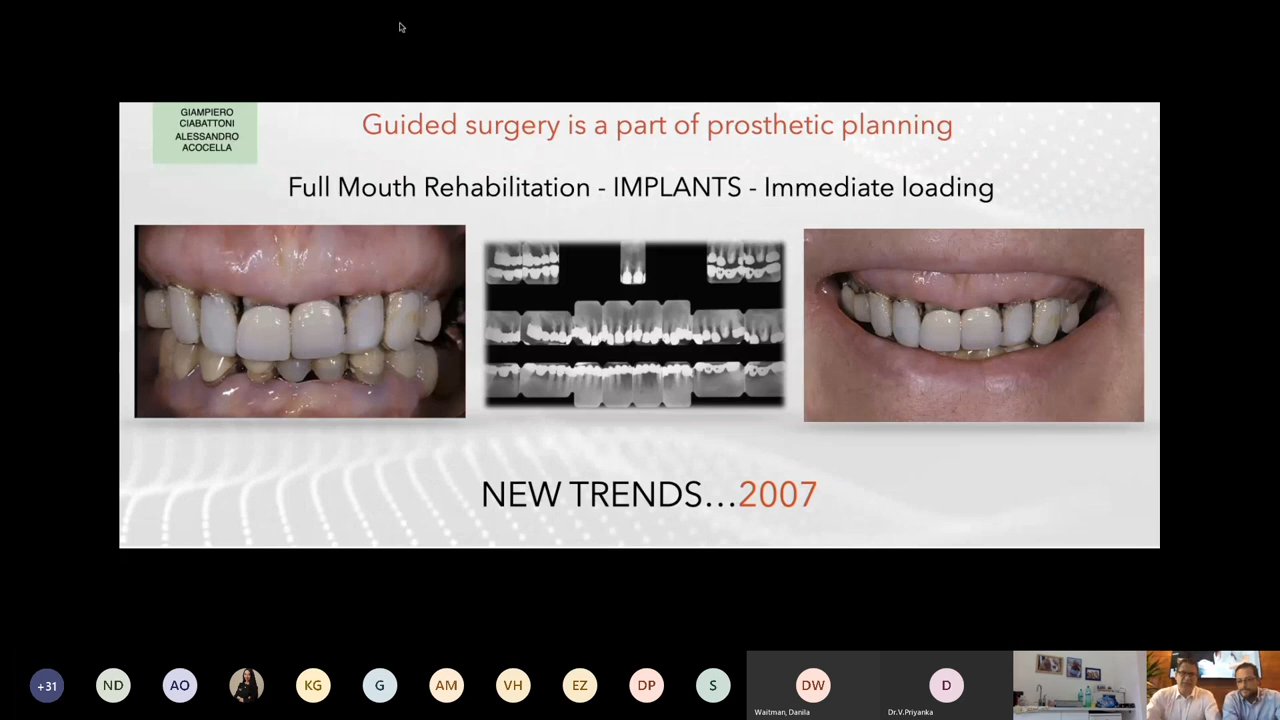 GIAMPIERO
CIABATTONI
ALESSANDRO
ACOCELLA
Guided surgery is a part of prosthetic planning
Full Mouth Rehabilitation - IMPLANTS - Immediate loading
NEW TRENDS...2007
+31
ND
AO
KG
G
AM
VH
EZ
DP
S
DW
D
Waitman, Danila
Dr.V.Priyanka